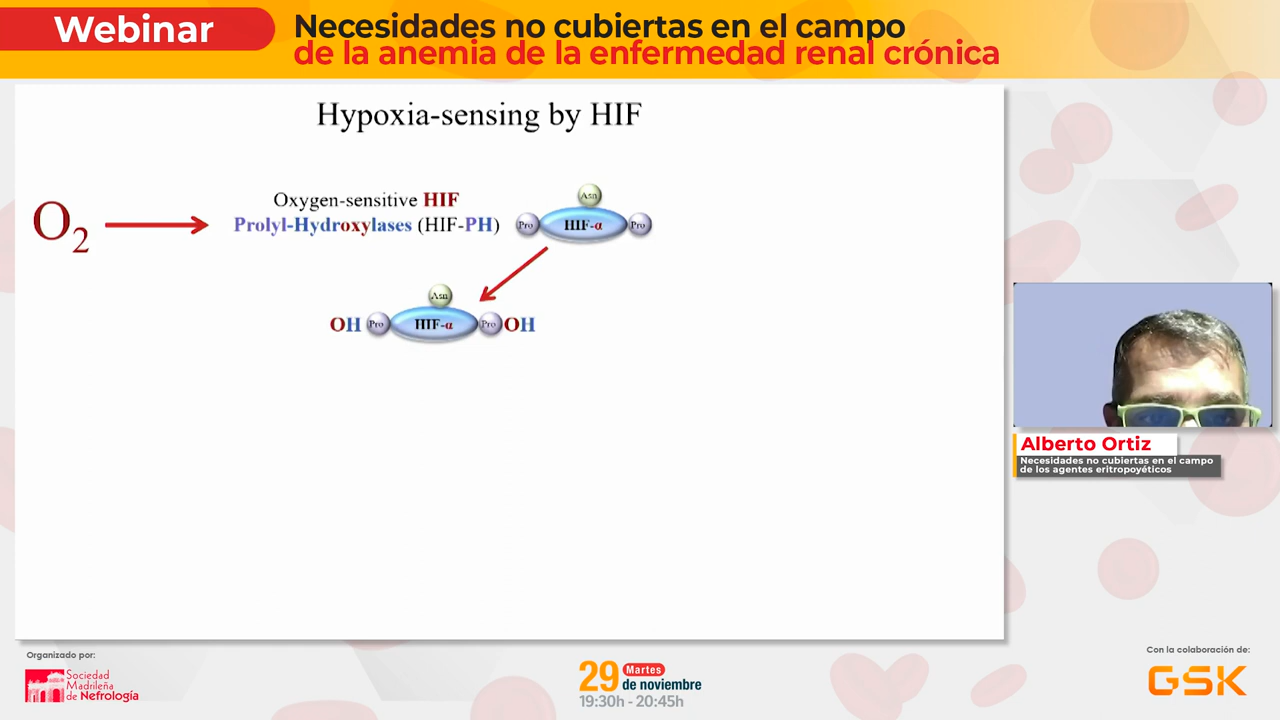 Webinar
Necesidades no cubiertas en el campo
de la anemia de la enfermedad renal crónica
Hypoxia-sensing by HIF
O2
Oxygen-sensitive HIF
Prolyl-Hydroxylases (HIF-PH)
Asn
Pro HIF-α Pro
Asn
OH Pro HIF-α Pro OH
Alberto Ortiz
Necesidades no cubiertas en el campo
de los agentes eritropoyéticos
Organizado por:
Sociedad
Madrileña
de Nefrología
29 Martes
de noviembre
19:30h - 20:45h
Con la colaboración de:
GSK